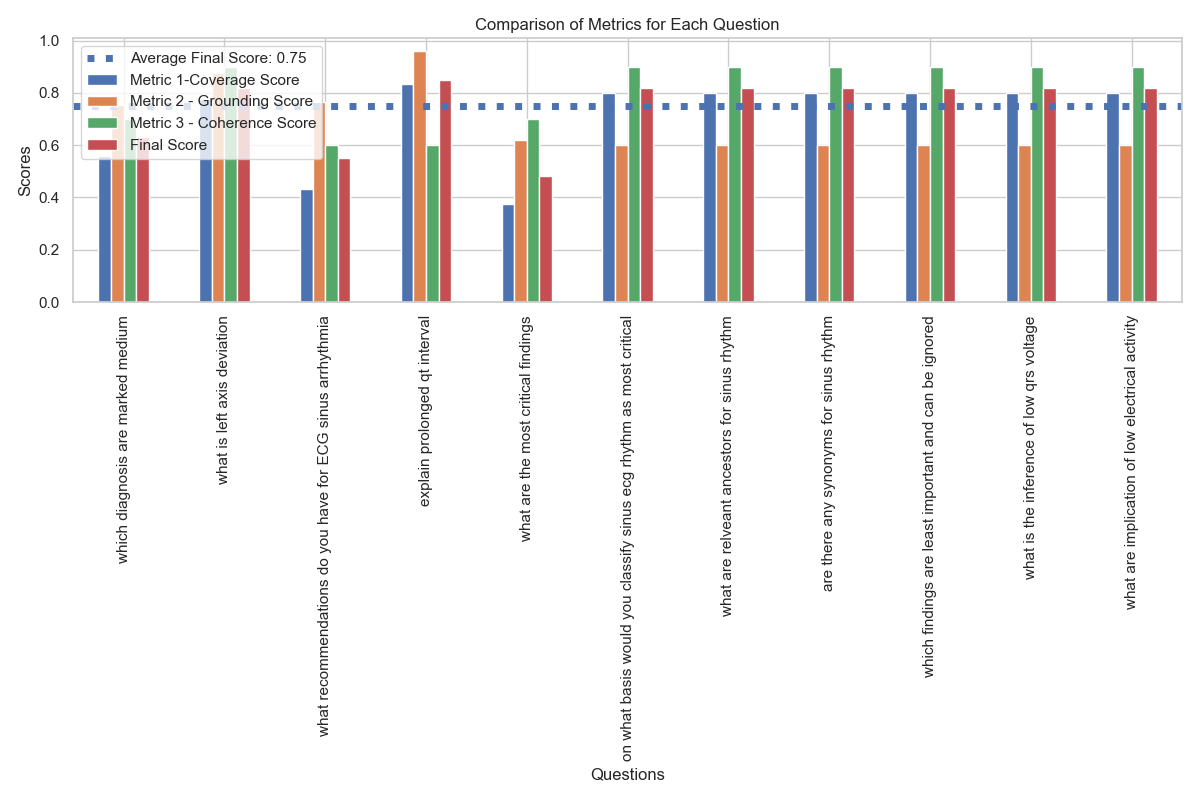 Comparison of Metrics for Each Question
1.0
0.8
0.6
0.4
0.2
0.0
Scores
Average Final Score: 0.75
Metric 1-Coverage Score
Metric 2 - Grounding Score
Metric 3 - Coherence Score
Final Score
which diagnosis are marked medium
what is left axis deviation
what recommendations do you have for ECG sinus arrhythmia
explain prolonged qt interval
what are the most critical findings
on what basis would you classify sinus ecg rhythm as most critical
what are relveant ancestors for sinus rhythm
are there any synonyms for sinus rhythm
which findings are least important and can be ignored
what is the inference of low qrs voltage
what are implication of low electrical activity
Questions